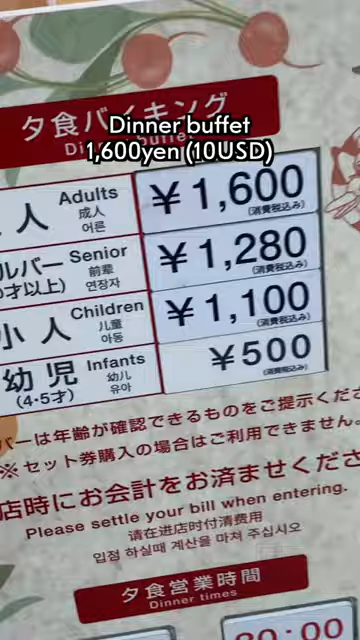 夕食バイキング
Dinner buffet
Dinner buffet
1,600yen (10USD)
人 Adults 成人 어른 ¥1,600 (消費税込み)
ルバー Senior 前輩 연장자 ¥1,280 (消費税込み)
才以上)
小人 Children 儿童 아동 ¥1,100 (消費税込み)
幼児 Infants 幼儿 유아 ¥500 (消費税込み)
(4・5才)
バーは年齢が確認できるものをご提示くださ
※セット券購入の場合はご利用できません。
店時にお会計をお済ませくださ
Please settle your bill when entering.
请在进店时付清费用
입점 하실때 계산을 마쳐 주십시오
夕食営業時間
Dinner times
20:00